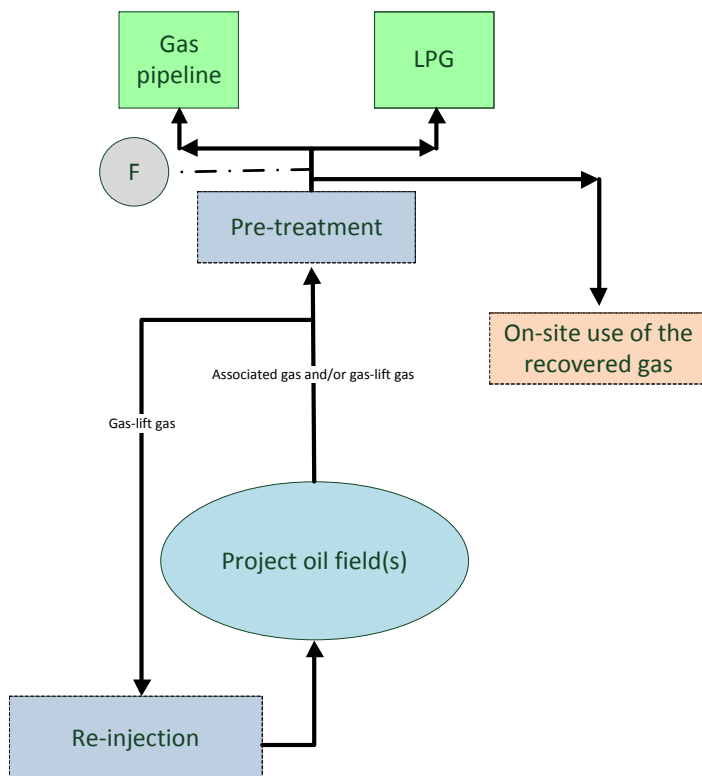 Gas
pipeline
LPG
F
Pre-treatment
On-site use of the
recovered gas
Associated gas and/or gas-lift gas
Gas-lift gas
Project oil field(s)
Re-injection